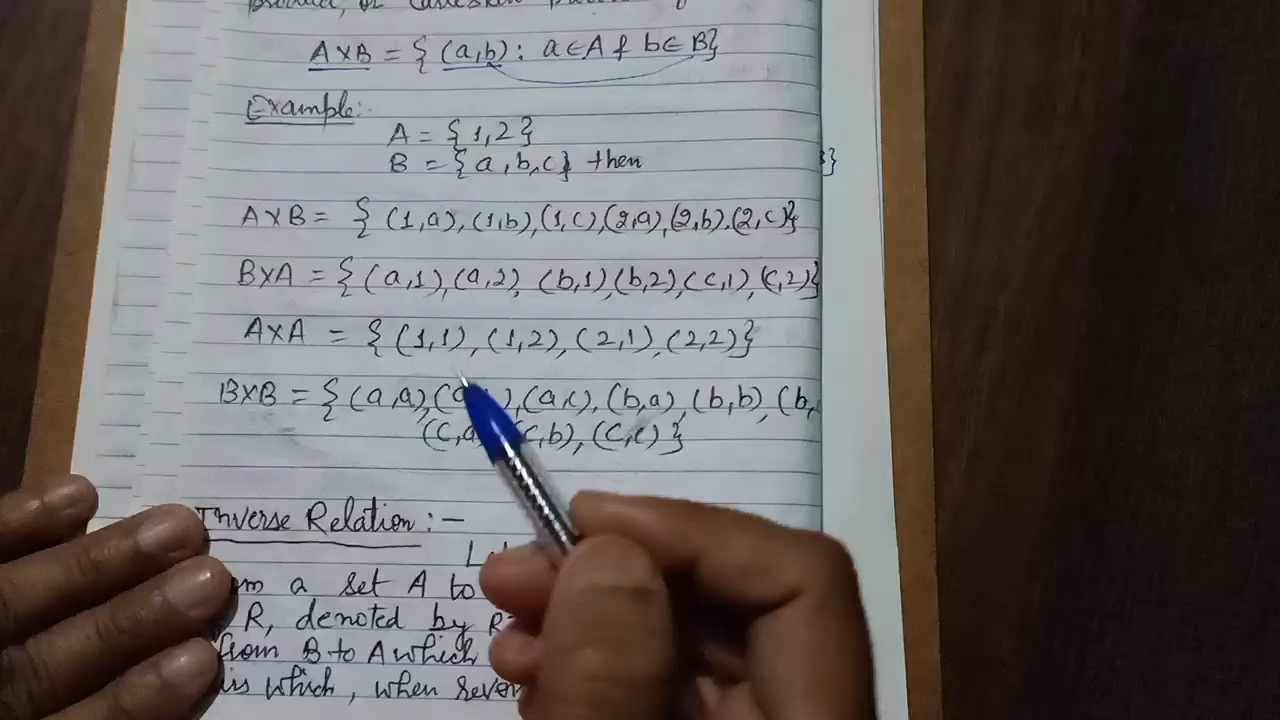 A×B = {(a,b): a∈A & b∈B}
Example:-
A = {1,2}
B = {a,b,c} then
A×B = {(1,a),(1,b),(1,c),(2,a),(2,b).(2,c)}
B×A = {(a,1),(a,2), (b,1),(b,2),(c,1),(c,2)}
A×A = {(1,1),(1,2),(2,1),(2,2)}
B×B = {(a,a),(a,c),(b,a),(b,b),(b,
(c,b),(c,c)}
Inverse Relation :—
a set A to
R, denoted by
from B to A which
is which, when